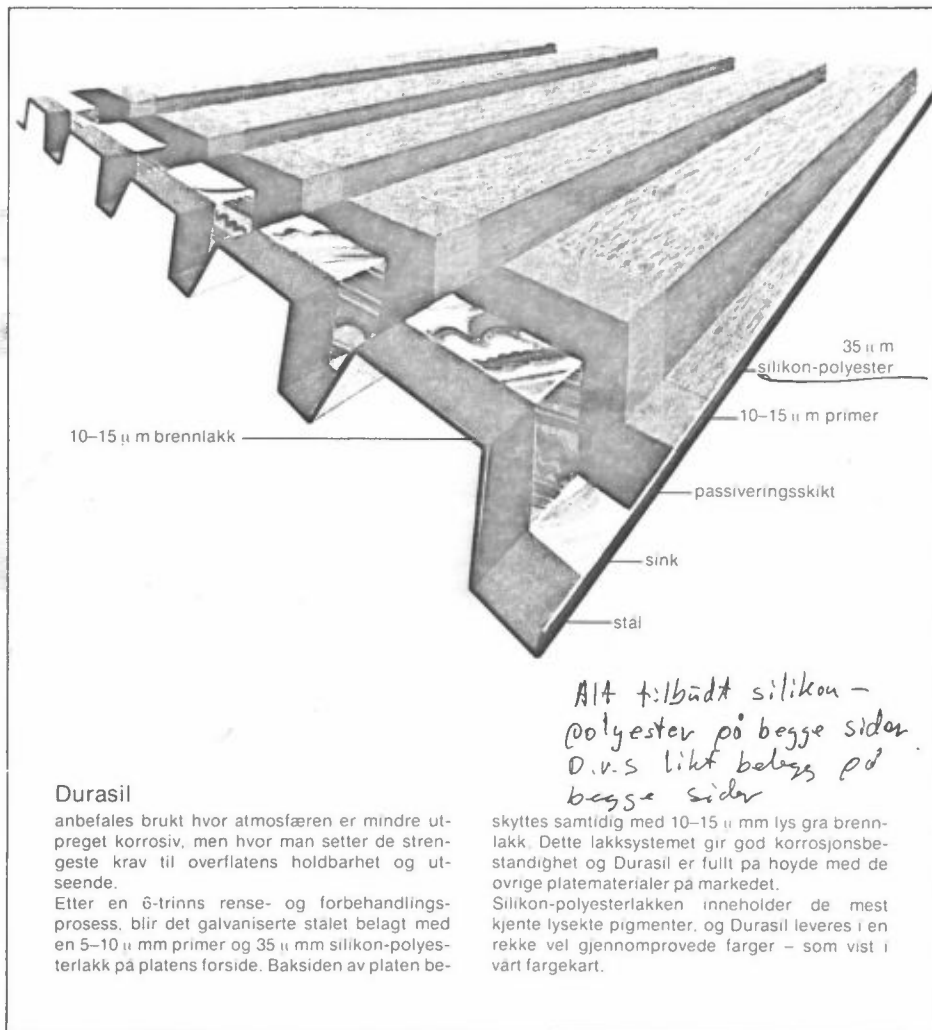 35 μ m
silikon-polyester
10–15 μ m primer
10–15 μ m brennlakk
passiveringsskikt
sink
stål
Alt tilbudt silikon –
polyester på begge sider.
D.v.s likt belegg på
begge sider
Durasil
anbefales brukt hvor atmosfæren er mindre ut-
preget korrosiv, men hvor man setter de stren-
geste krav til overflatens holdbarhet og ut-
seende.
Etter en 6-trinns rense- og forbehandlings-
prosess, blir det galvaniserte stålet belagt med
en 5–10 μ mm primer og 35 μ mm silikon-polyes-
terlakk på platens forside. Baksiden av platen be-
skyttes samtidig med 10–15 μ mm lys grå brenn-
lakk. Dette lakksystemet gir god korrosjonsbe-
standighet og Durasil er fullt på høyde med de
øvrige platematerialer på markedet.
Silikon-polyesterlakken inneholder de mest
kjente lysekte pigmenter, og Durasil leveres i en
rekke vel gjennomprøvede farger – som vist i
vårt fargekart.